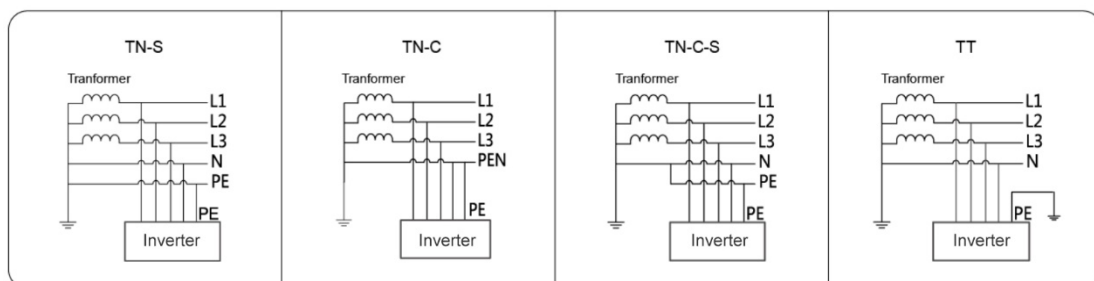 TN-S
Tranformer
L1
L2
L3
N
PE
PE
Inverter
TN-C
Tranformer
L1
L2
L3
PEN
PE
Inverter
TN-C-S
Tranformer
L1
L2
L3
N
PE
PE
Inverter
TT
Tranformer
L1
L2
L3
N
PE
Inverter